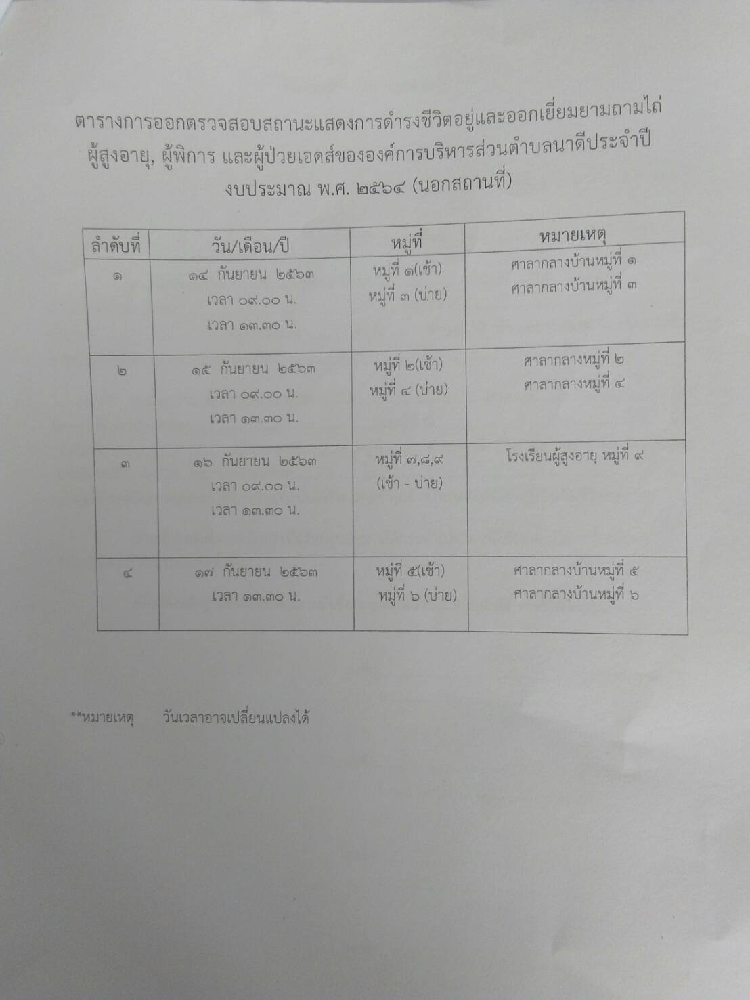 ตารางการออกตรวจสอบสถานะแสดงการดำรงชีวิตอยู่และออกเยี่ยมยามถามไถ่
ผู้สูงอายุ, ผู้พิการ และผู้ป่วยเอดส์ขององค์การบริหารส่วนตำบลนาดีประจำปี
งบประมาณ พ.ศ. ๒๕๖๔ (นอกสถานที่)
ลำดับที่ วัน/เดือน/ปี หมู่ที่ หมายเหตุ
๑ ๑๔ กันยายน ๒๕๖๓ หมู่ที่ ๑(เช้า) ศาลากลางบ้านหมู่ที่ ๑
เวลา ๐๙.๐๐ น. หมู่ที่ ๓ (บ่าย) ศาลากลางบ้านหมู่ที่ ๓
เวลา ๑๓.๓๐ น.
๒ ๑๕ กันยายน ๒๕๖๓ หมู่ที่ ๒(เช้า) ศาลากลางหมู่ที่ ๒
เวลา ๐๙.๐๐ น. หมู่ที่ ๔ (บ่าย) ศาลากลางหมู่ที่ ๔
เวลา ๑๓.๓๐ น.
๓ ๑๖ กันยายน ๒๕๖๓ หมู่ที่ ๗,๘,๙ โรงเรียนผู้สูงอายุ หมู่ที่ ๙
เวลา ๐๙.๐๐ น. (เช้า - บ่าย)
เวลา ๑๓.๓๐ น.
๔ ๑๗ กันยายน ๒๕๖๓ หมู่ที่ ๕(เช้า) ศาลากลางบ้านหมู่ที่ ๕
เวลา ๑๓.๓๐ น. หมู่ที่ ๖ (บ่าย) ศาลากลางบ้านหมู่ที่ ๖
**หมายเหตุ วันเวลาอาจเปลี่ยนแปลงได้